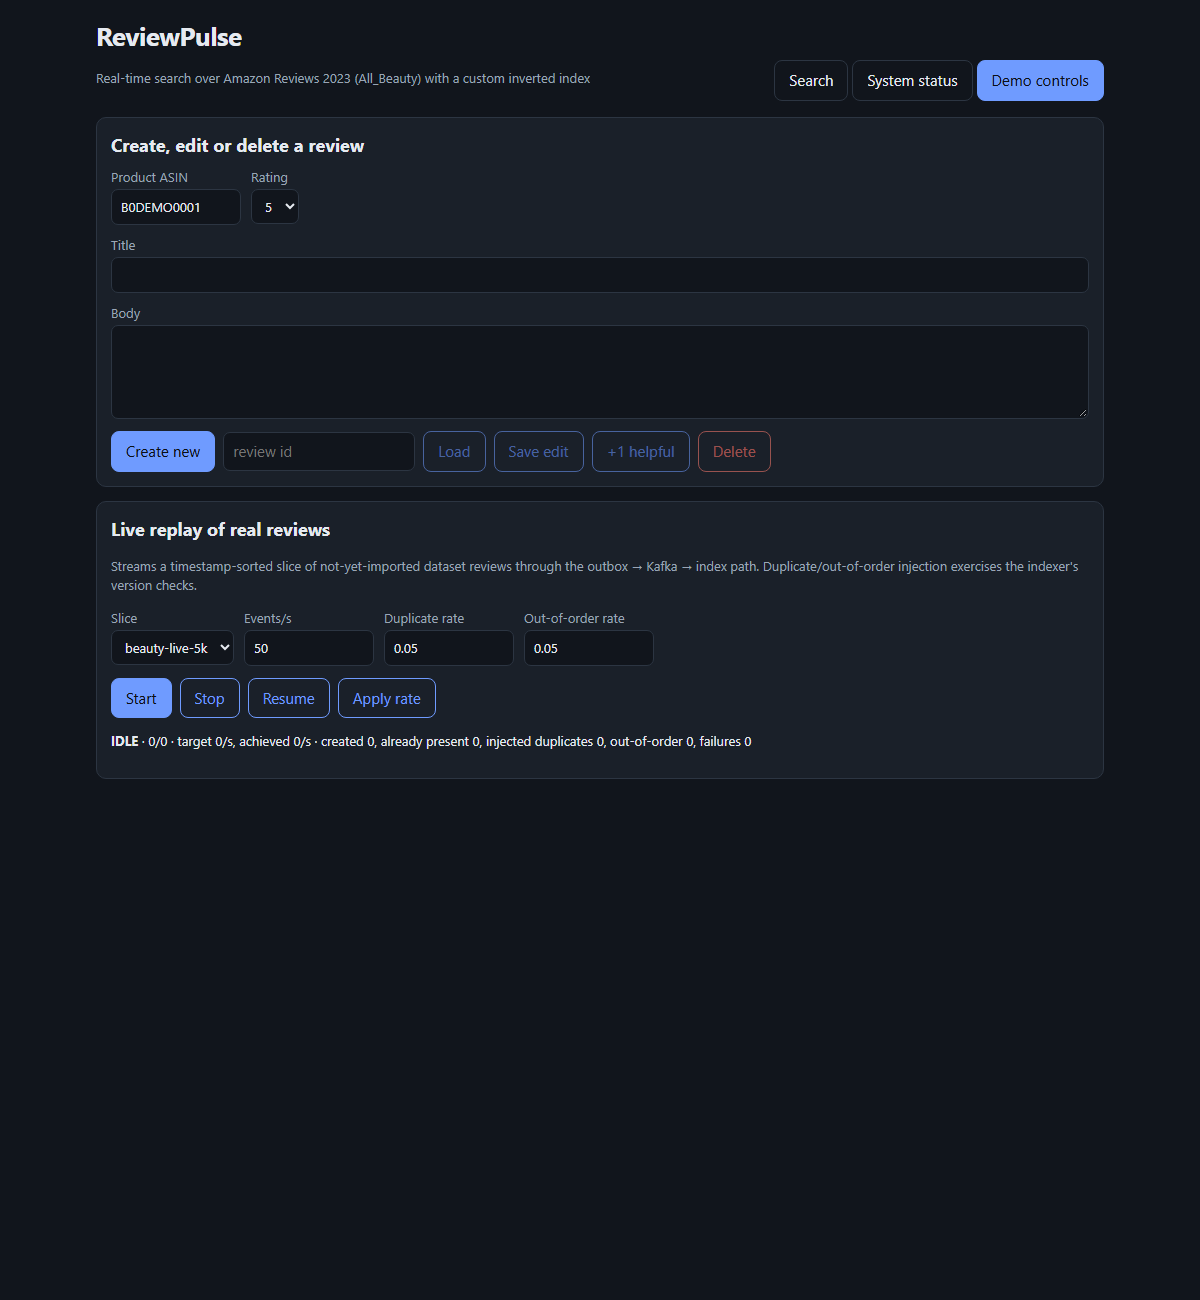 ReviewPulse
Real-time search over Amazon Reviews 2023 (All_Beauty) with a custom inverted index
Search
System status
Demo controls
Create, edit or delete a review
Product ASIN
Rating
B0DEMO0001
5
Title
Body
Create new
review id
Load
Save edit
+1 helpful
Delete
Live replay of real reviews
Streams a timestamp-sorted slice of not-yet-imported dataset reviews through the outbox → Kafka → index path. Duplicate/out-of-order injection exercises the indexer's
version checks.
Slice
Events/s
Duplicate rate
Out-of-order rate
beauty-live-5k
50
0.05
0.05
Start
Stop
Resume
Apply rate
IDLE · 0/0 · target 0/s, achieved 0/s · created 0, already present 0, injected duplicates 0, out-of-order 0, failures 0